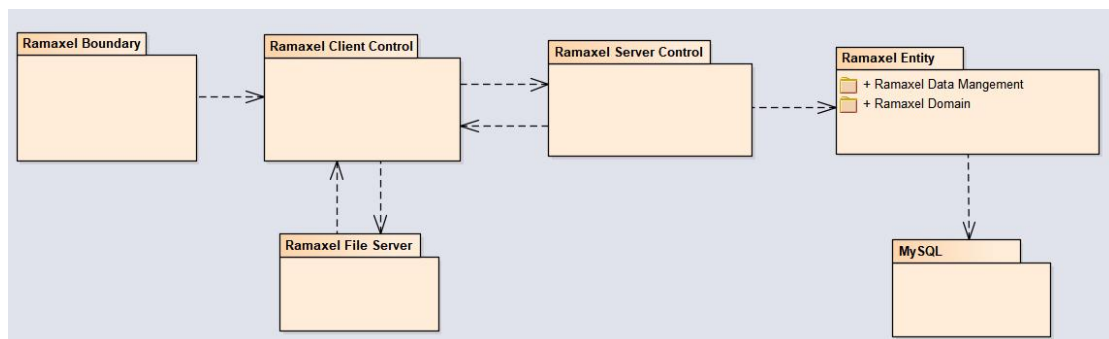 Ramaxel Boundary
Ramaxel Client Control
Ramaxel Server Control
Ramaxel Entity
+ Ramaxel Data Mangement
+ Ramaxel Domain
Ramaxel File Server
MySQL